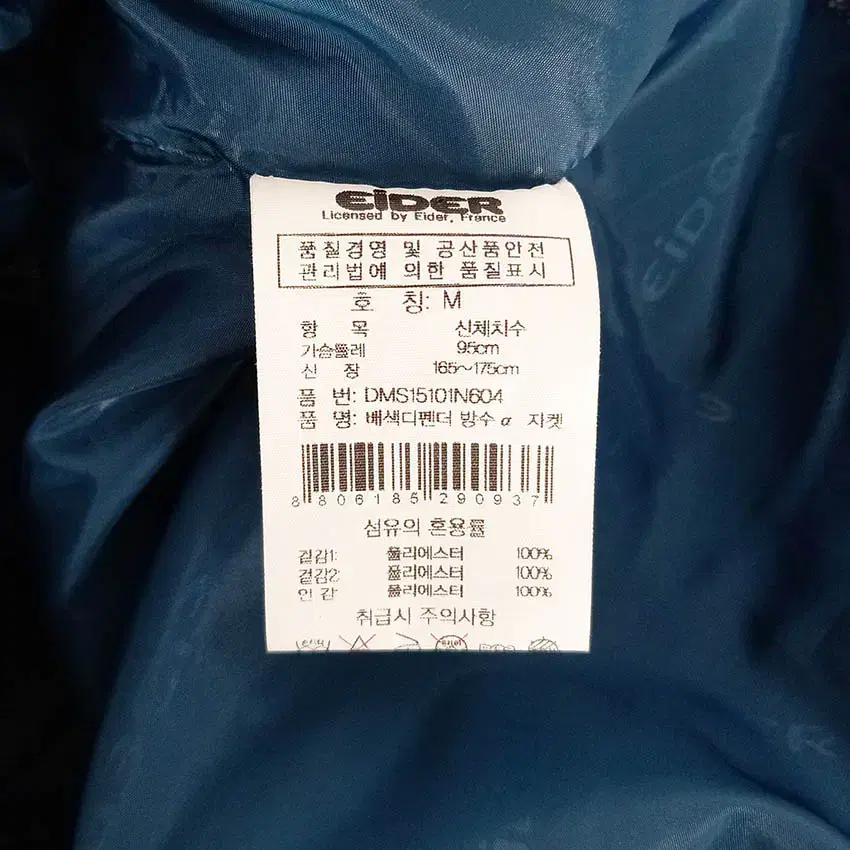 EiDER
Licensed by Eider, France
품질경영 및 공산품안전
관리법에 의한 품질표시
호 칭: M
항 목 신체치수
가슴둘레 95cm
신 장 165~175cm
품 번: DMS15101N604
품 명: 배색디펜더 방수α 자켓
8806185290937
섬유의 혼용률
겉감1: 폴리에스터 100%
겉감2: 폴리에스터 100%
안감: 폴리에스터 100%
취급시 주의사항
EiDER